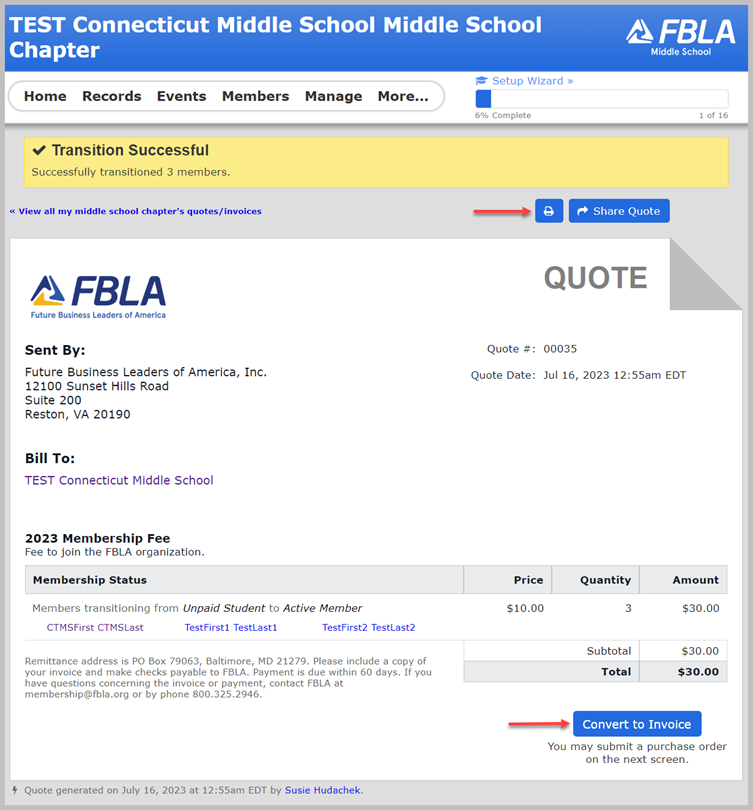 TEST Connecticut Middle School Middle School
Chapter
FBLA
Middle School
Home Records Events Members Manage More...
Setup Wizard »
6% Complete 1 of 16
Transition Successful
Successfully transitioned 3 members.
« View all my middle school chapter's quotes/invoices
Share Quote
FBLA
Future Business Leaders of America
QUOTE
Sent By:
Future Business Leaders of America, Inc.
12100 Sunset Hills Road
Suite 200
Reston, VA 20190
Quote #: 00035
Quote Date: Jul 16, 2023 12:55am EDT
Bill To:
TEST Connecticut Middle School
2023 Membership Fee
Fee to join the FBLA organization.
Membership Status Price Quantity Amount
Members transitioning from Unpaid Student to Active Member $10.00 3 $30.00
CTMSFirst CTMSLast TestFirst1 TestLast1 TestFirst2 TestLast2
Subtotal $30.00
Total $30.00
Remittance address is PO Box 79063, Baltimore, MD 21279. Please include a copy of
your invoice and make checks payable to FBLA. Payment is due within 60 days. If you
have questions concerning the invoice or payment, contact FBLA at
membership@fbla.org or by phone 800.325.2946.
Convert to Invoice
You may submit a purchase order
on the next screen.
Quote generated on July 16, 2023 at 12:55am EDT by Susie Hudachek.